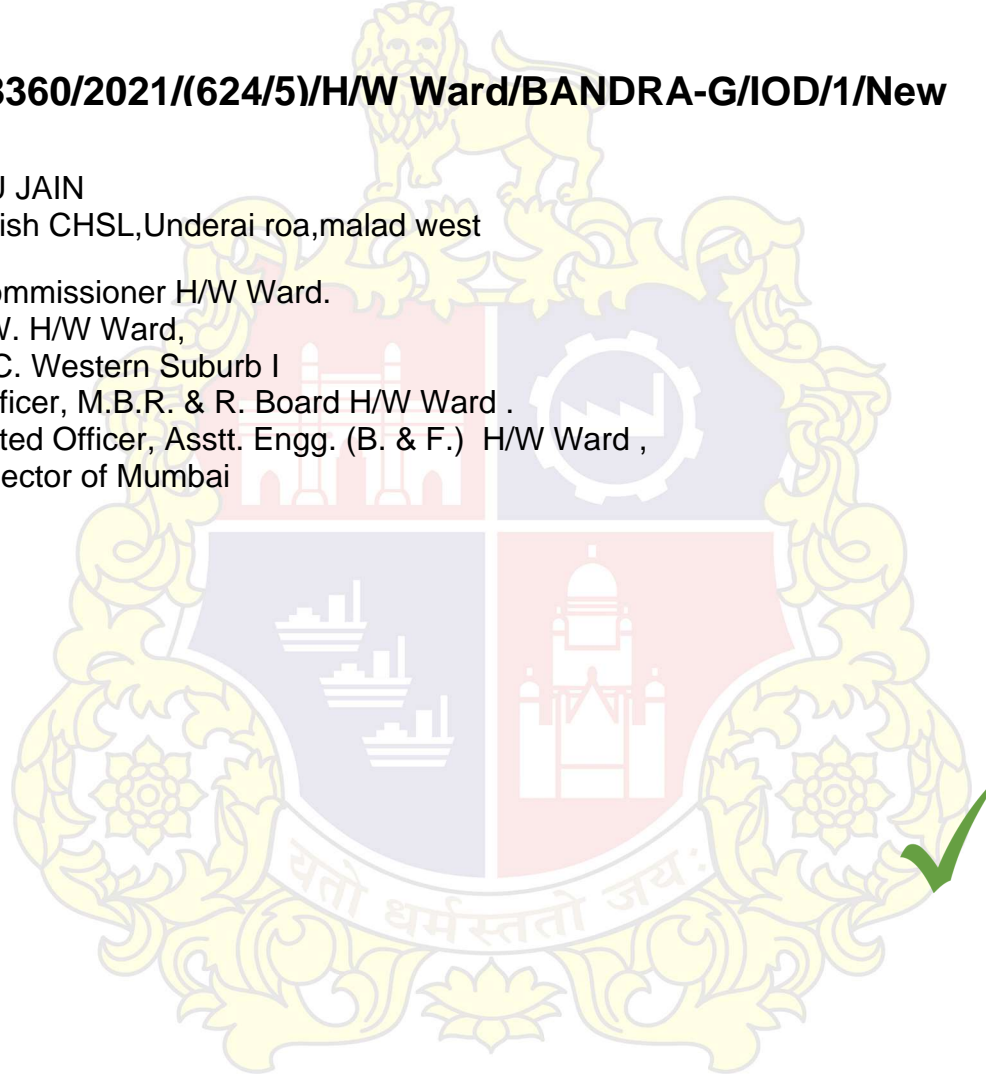 3360/2021/(624/5)/H/W Ward/BANDRA-G/IOD/1/New
U JAIN
ish CHSL,Underai roa,malad west
ommissioner H/W Ward.
W. H/W Ward,
C. Western Suburb I
ficer, M.B.R. & R. Board H/W Ward .
ted Officer, Asstt. Engg. (B. & F.)  H/W Ward ,
ector of Mumbai
यतो धर्मस्ततो जय: